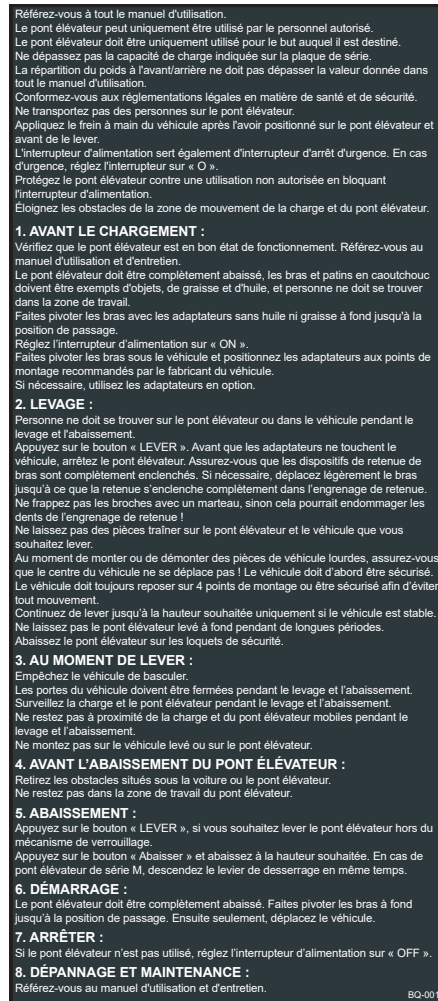 Référez-vous à tout le manuel d'utilisation.
Le pont élévateur peut uniquement être utilisé par le personnel autorisé.
Le pont élévateur doit être uniquement utilisé pour le but auquel il est destiné.
Ne dépassez pas la capacité de charge indiquée sur la plaque de série.
La répartition du poids à l'avant/arrière ne doit pas dépasser la valeur donnée dans
tout le manuel d'utilisation.
Conformez-vous aux réglementations légales en matière de santé et de sécurité.
Ne transportez pas des personnes sur le pont élévateur.
Appliquez le frein à main du véhicule après l'avoir positionné sur le pont élévateur et
avant de le lever.
L'interrupteur d'alimentation sert également d'interrupteur d'arrêt d'urgence. En cas
d'urgence, réglez l'interrupteur sur « O ».
Protégez le pont élévateur contre une utilisation non autorisée en bloquant
l'interrupteur d'alimentation.
Éloignez les obstacles de la zone de mouvement de la charge et du pont élévateur.
1. AVANT LE CHARGEMENT :
Vérifiez que le pont élévateur est en bon état de fonctionnement. Référez-vous au
manuel d'utilisation et d'entretien.
Le pont élévateur doit être complètement abaissé, les bras et patins en caoutchouc
doivent être exempts d'objets, de graisse et d'huile, et personne ne doit se trouver
dans la zone de travail.
Faites pivoter les bras avec les adaptateurs sans huile ni graisse à fond jusqu'à la
position de passage.
Réglez l'interrupteur d'alimentation sur « ON ».
Faites pivoter les bras sous le véhicule et positionnez les adaptateurs aux points de
montage recommandés par le fabricant du véhicule.
Si nécessaire, utilisez les adaptateurs en option.
2. LEVAGE :
Personne ne doit se trouver sur le pont élévateur ou dans le véhicule pendant le
levage et l'abaissement.
Appuyez sur le bouton « LEVER ». Avant que les adaptateurs ne touchent le
véhicule, arrêtez le pont élévateur. Assurez-vous que les dispositifs de retenue de
bras sont complètement enclenchés. Si nécessaire, déplacez légèrement le bras
jusqu'à ce que la retenue s'enclenche complètement dans l'engrenage de retenue.
Ne frappez pas les broches avec un marteau, sinon cela pourrait endommager les
dents de l'engrenage de retenue !
Ne laissez pas des pièces traîner sur le pont élévateur et le véhicule que vous
souhaitez lever.
Au moment de monter ou de démonter des pièces de véhicule lourdes, assurez-vous
que le centre du véhicule ne se déplace pas ! Le véhicule doit d'abord être sécurisé.
Le véhicule doit toujours reposer sur 4 points de montage ou être sécurisé afin d'éviter
tout mouvement.
Continuez de lever jusqu'à la hauteur souhaitée uniquement si le véhicule est stable.
Ne laissez pas le pont élévateur levé à fond pendant de longues périodes.
Abaissez le pont élévateur sur les loquets de sécurité.
3. AU MOMENT DE LEVER :
Empêchez le véhicule de basculer.
Les portes du véhicule doivent être fermées pendant le levage et l'abaissement.
Surveillez la charge et le pont élévateur pendant le levage et l'abaissement.
Ne restez pas à proximité de la charge et du pont élévateur mobiles pendant le
levage et l'abaissement.
Ne montez pas sur le véhicule levé ou sur le pont élévateur.
4. AVANT L'ABAISSEMENT DU PONT ÉLÉVATEUR :
Retirez les obstacles situés sous la voiture ou le pont élévateur.
Ne restez pas dans la zone de travail du pont élévateur.
5. ABAISSEMENT :
Appuyez sur le bouton « LEVER », si vous souhaitez lever le pont élévateur hors du
mécanisme de verrouillage.
Appuyez sur le bouton « Abaisser » et abaissez à la hauteur souhaitée. En cas de
pont élévateur de série M, descendez le levier de desserrage en même temps.
6. DÉMARRAGE :
Le pont élévateur doit être complètement abaissé. Faites pivoter les bras à fond
jusqu'à la position de passage. Ensuite seulement, déplacez le véhicule.
7. ARRÊTER :
Si le pont élévateur n'est pas utilisé, réglez l'interrupteur d'alimentation sur « OFF ».
8. DÉPANNAGE ET MAINTENANCE :
Référez-vous au manuel d'utilisation et d'entretien.
BQ-001